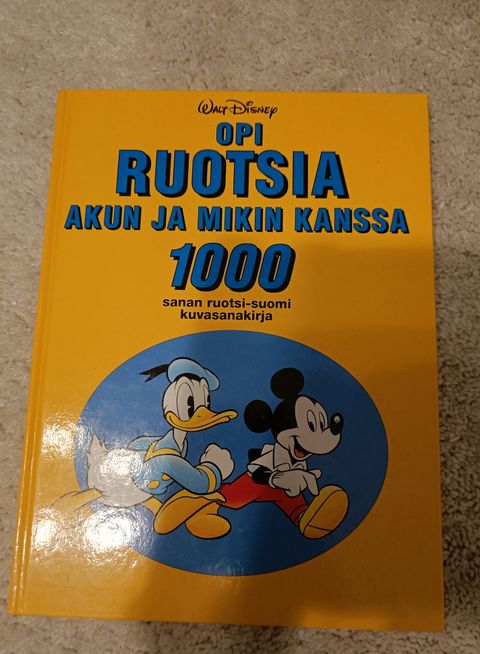 Walt Disney
OPI
RUOTSIA
AKUN JA MIKIN KANSSA
1000
sanan ruotsi-suomi
kuvasanakirja